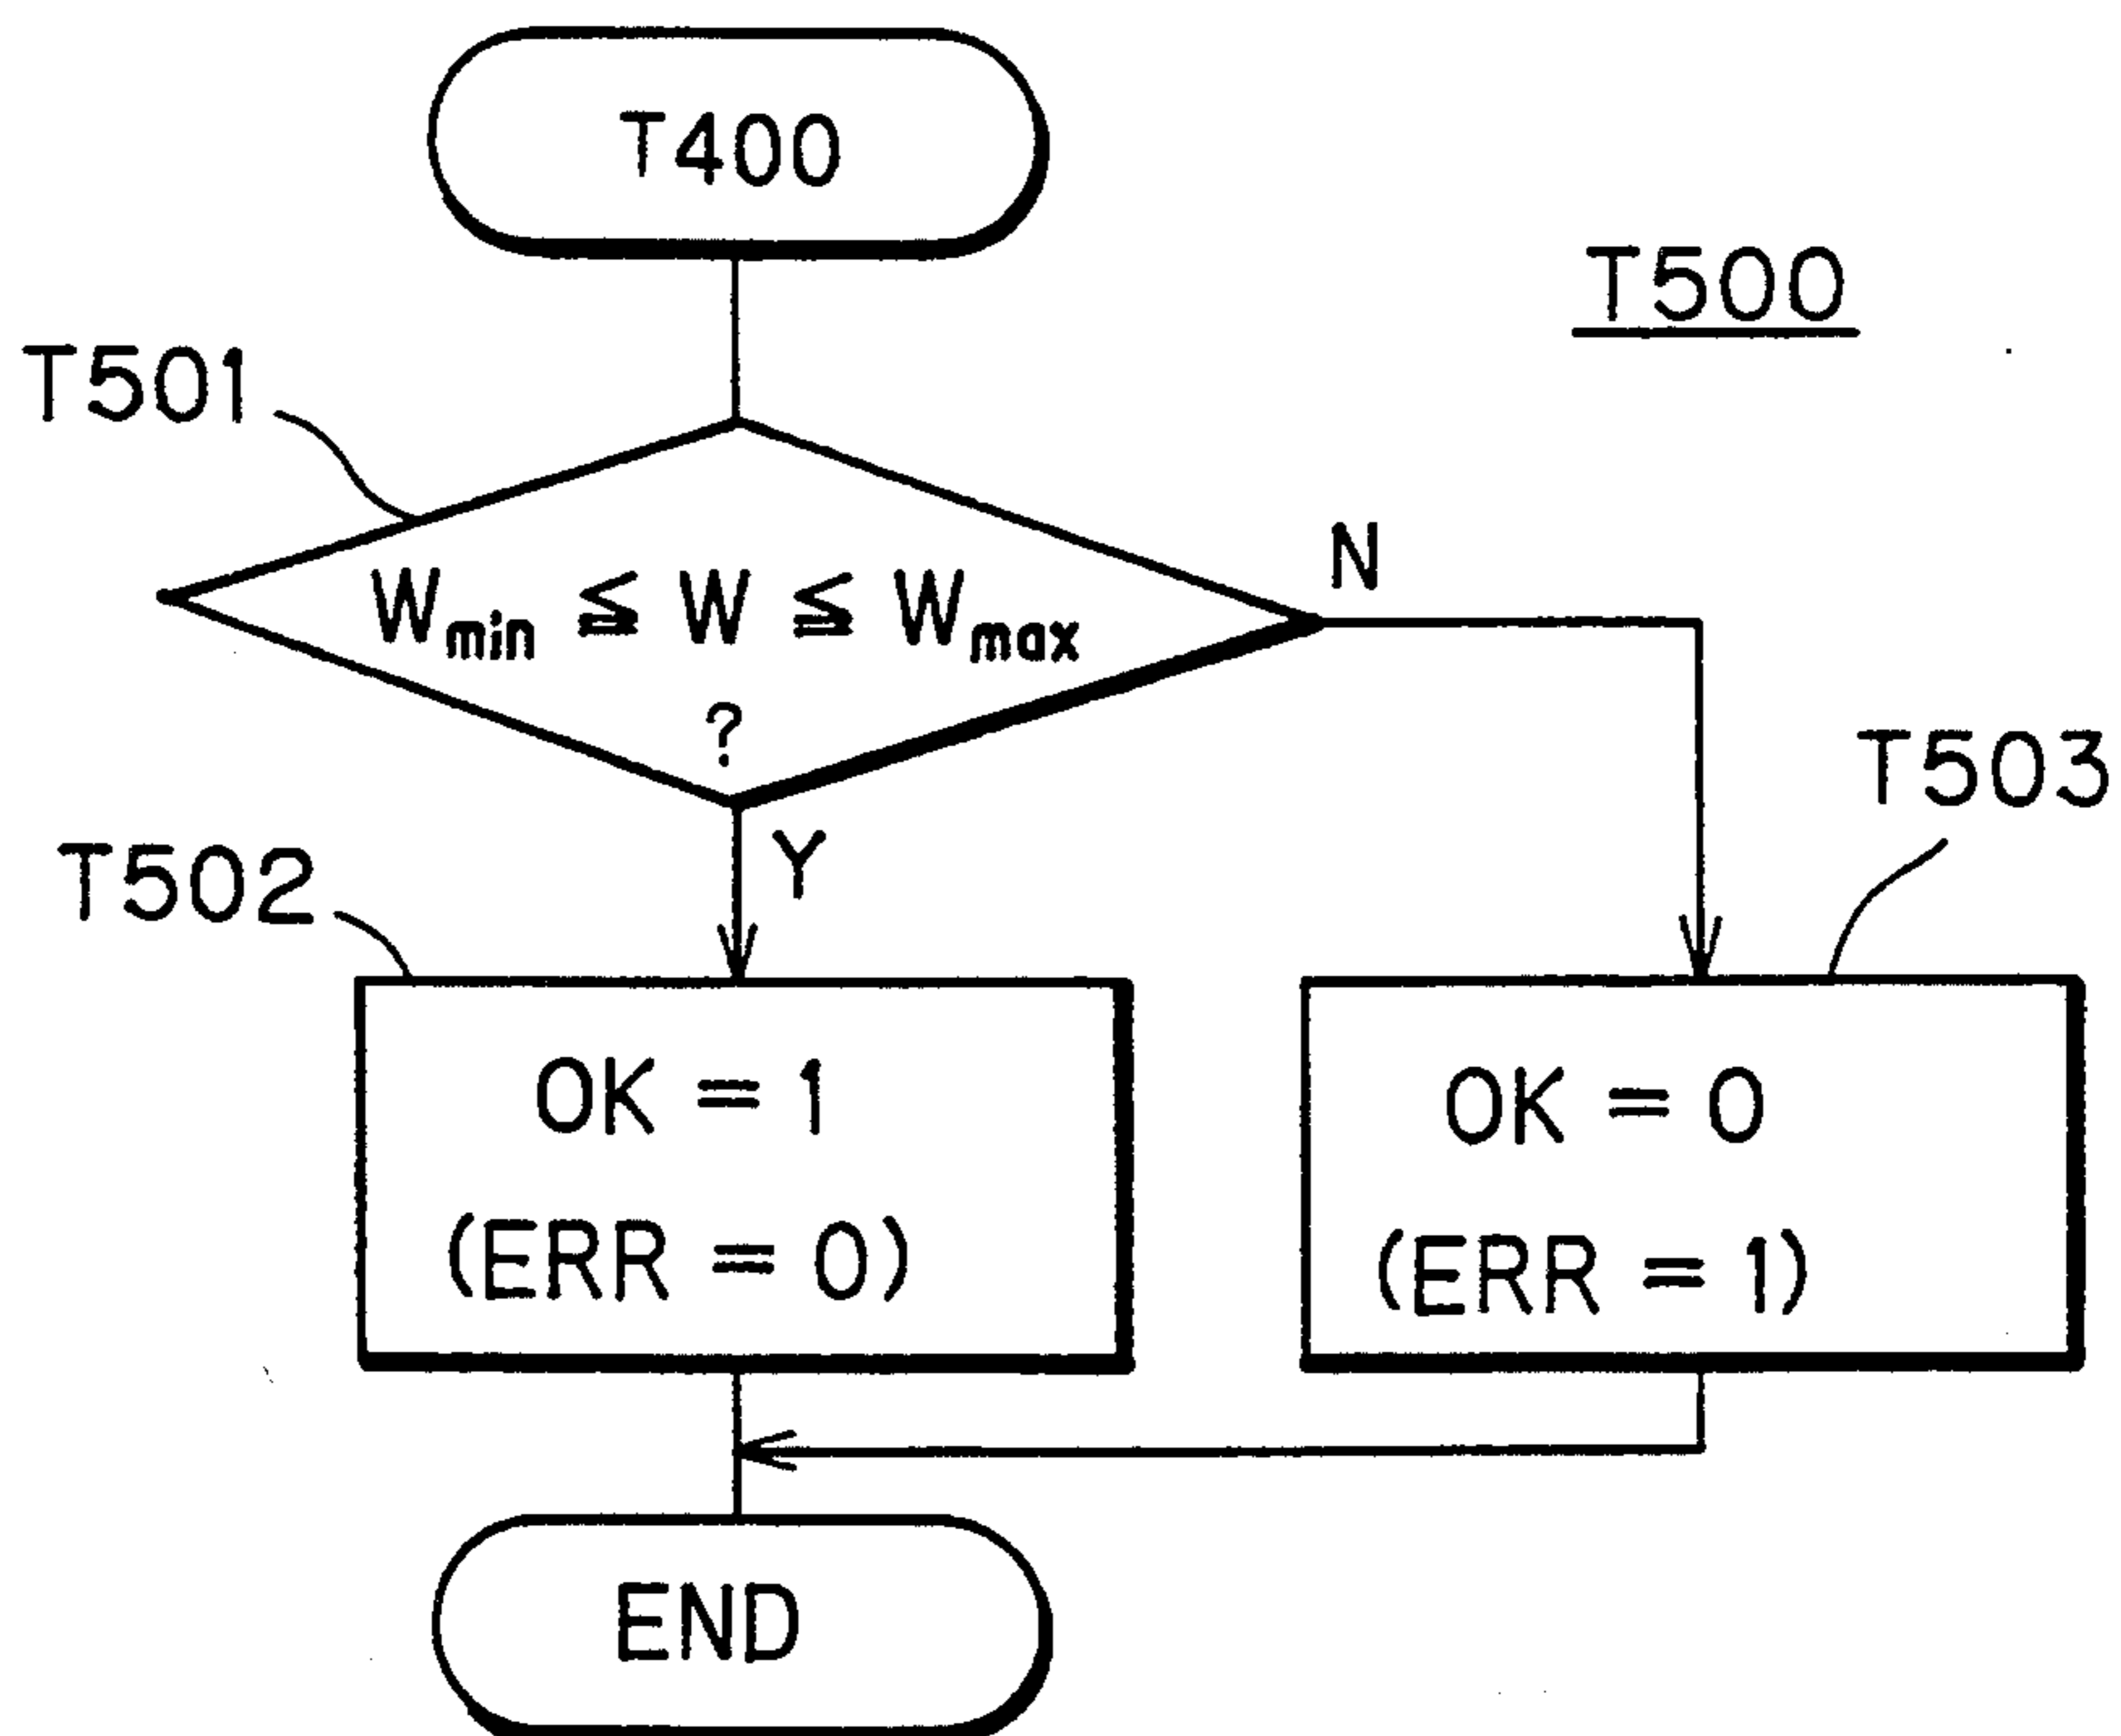 T400
T500
T501
Wmin ≦ W ≦ Wmax
?
N
Y
T502
T503
OK = 1
(ERR = 0)
OK = 0
(ERR = 1)
END